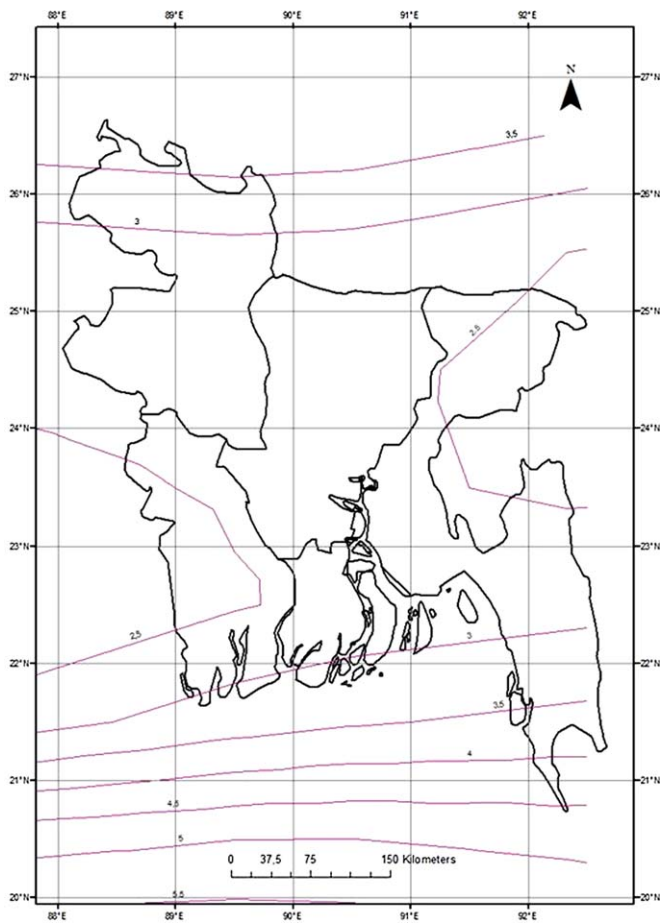 88°E 89°E 90°E 91°E 92°E
N
27°N 27°N
3,5
26°N 26°N
3
2,5
25°N 25°N
24°N 24°N
23°N 23°N
2,5
3
22°N 22°N
3,5
4
21°N 21°N
4,5
5
0 37,5 75 150 Kilometers
20°N 20°N
5,5
88°E 89°E 90°E 91°E 92°E